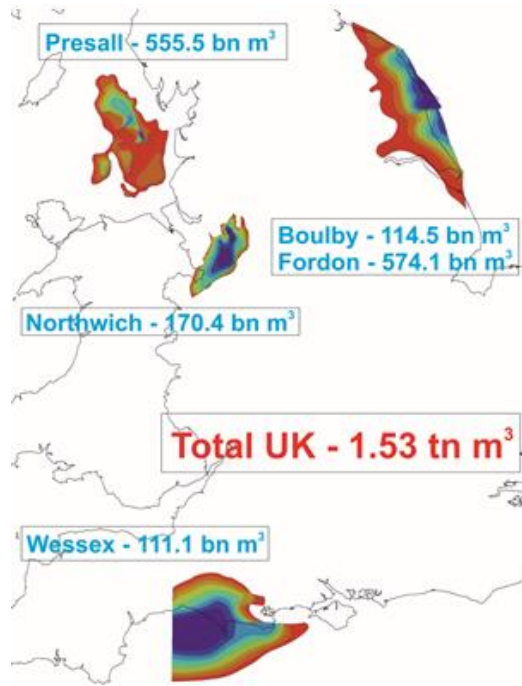 Presall - 555.5 bn m³
Boulby - 114.5 bn m³
Fordon - 574.1 bn m³
Northwich - 170.4 bn m³
Total UK - 1.53 tn m³
Wessex - 111.1 bn m³